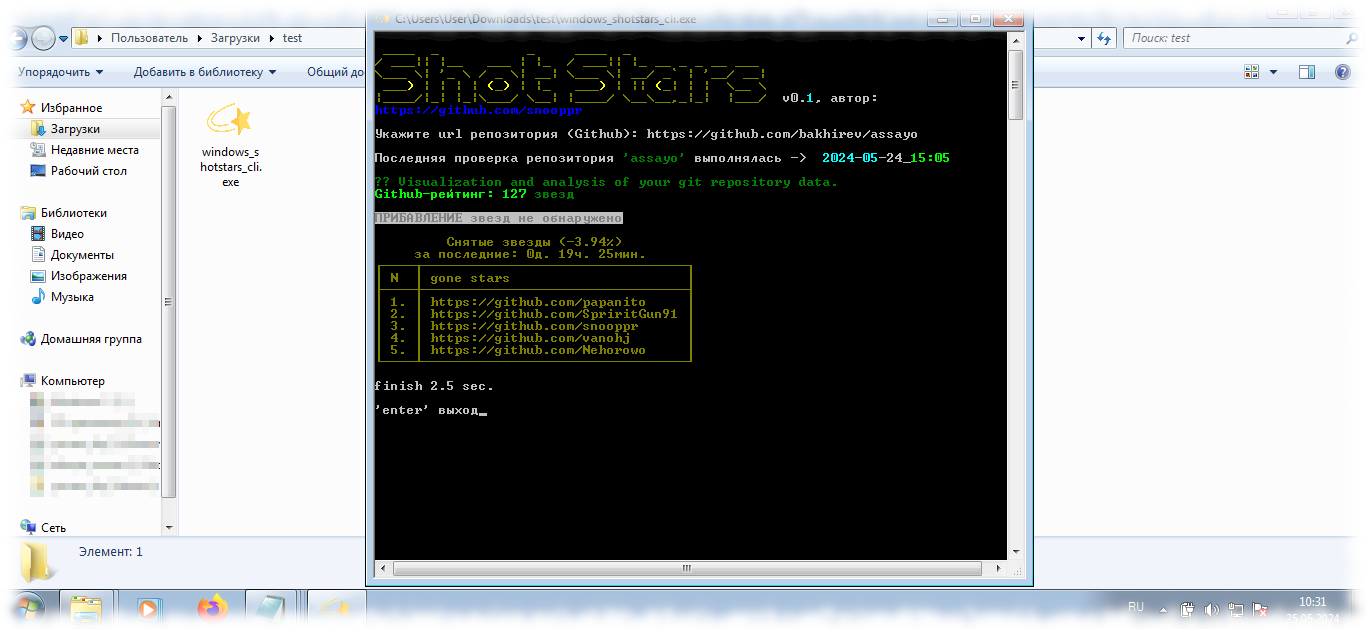 C:\Users\User\Downloads\test\windows_shotstars_cli.exe
Пользователь
Загрузки
test
Поиск: test
Упорядочить
Добавить в библиотеку
Общий до
Избранное
Загрузки
Недавние места
Рабочий стол
Библиотеки
Видео
Документы
Изображения
Музыка
Домашняя группа
Компьютер
Сеть
Элемент: 1
windows_s
hotstars_cli.
exe
Shot Stars
v0.1, автор:
https://github.com/snooppr
Укажите url репозитория (Github): https://github.com/bakhirev/assayo
Последняя проверка репозитория 'assayo' выполнялась -> 2024-05-24_15:05
?? Visualization and analysis of your git repository data.
Github-рейтинг: 127 звезд
ПРИБАВЛЕНИЕ звезд не обнаружено
Снятые звезды (-3.94%)
за последние: 0д. 19ч. 25мин.
N gone stars
1. https://github.com/papanito
2. https://github.com/SpriritGun91
3. https://github.com/snooppr
4. https://github.com/vanohj
5. https://github.com/Nehorowo
finish 2.5 sec.
'enter' выход_
RU
10:31
25.05.2024